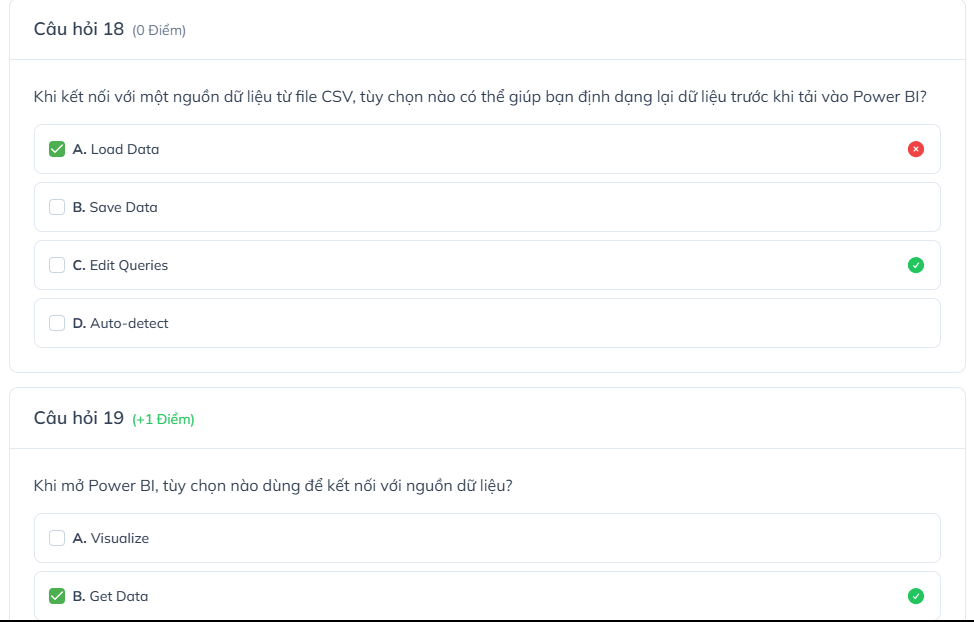 Câu hỏi 18 (0 Điểm)
Khi kết nối với một nguồn dữ liệu từ file CSV, tùy chọn nào có thể giúp bạn định dạng lại dữ liệu trước khi tải vào Power BI?
A. Load Data
B. Save Data
C. Edit Queries
D. Auto-detect
Câu hỏi 19 (+1 Điểm)
Khi mở Power BI, tùy chọn nào dùng để kết nối với nguồn dữ liệu?
A. Visualize
B. Get Data